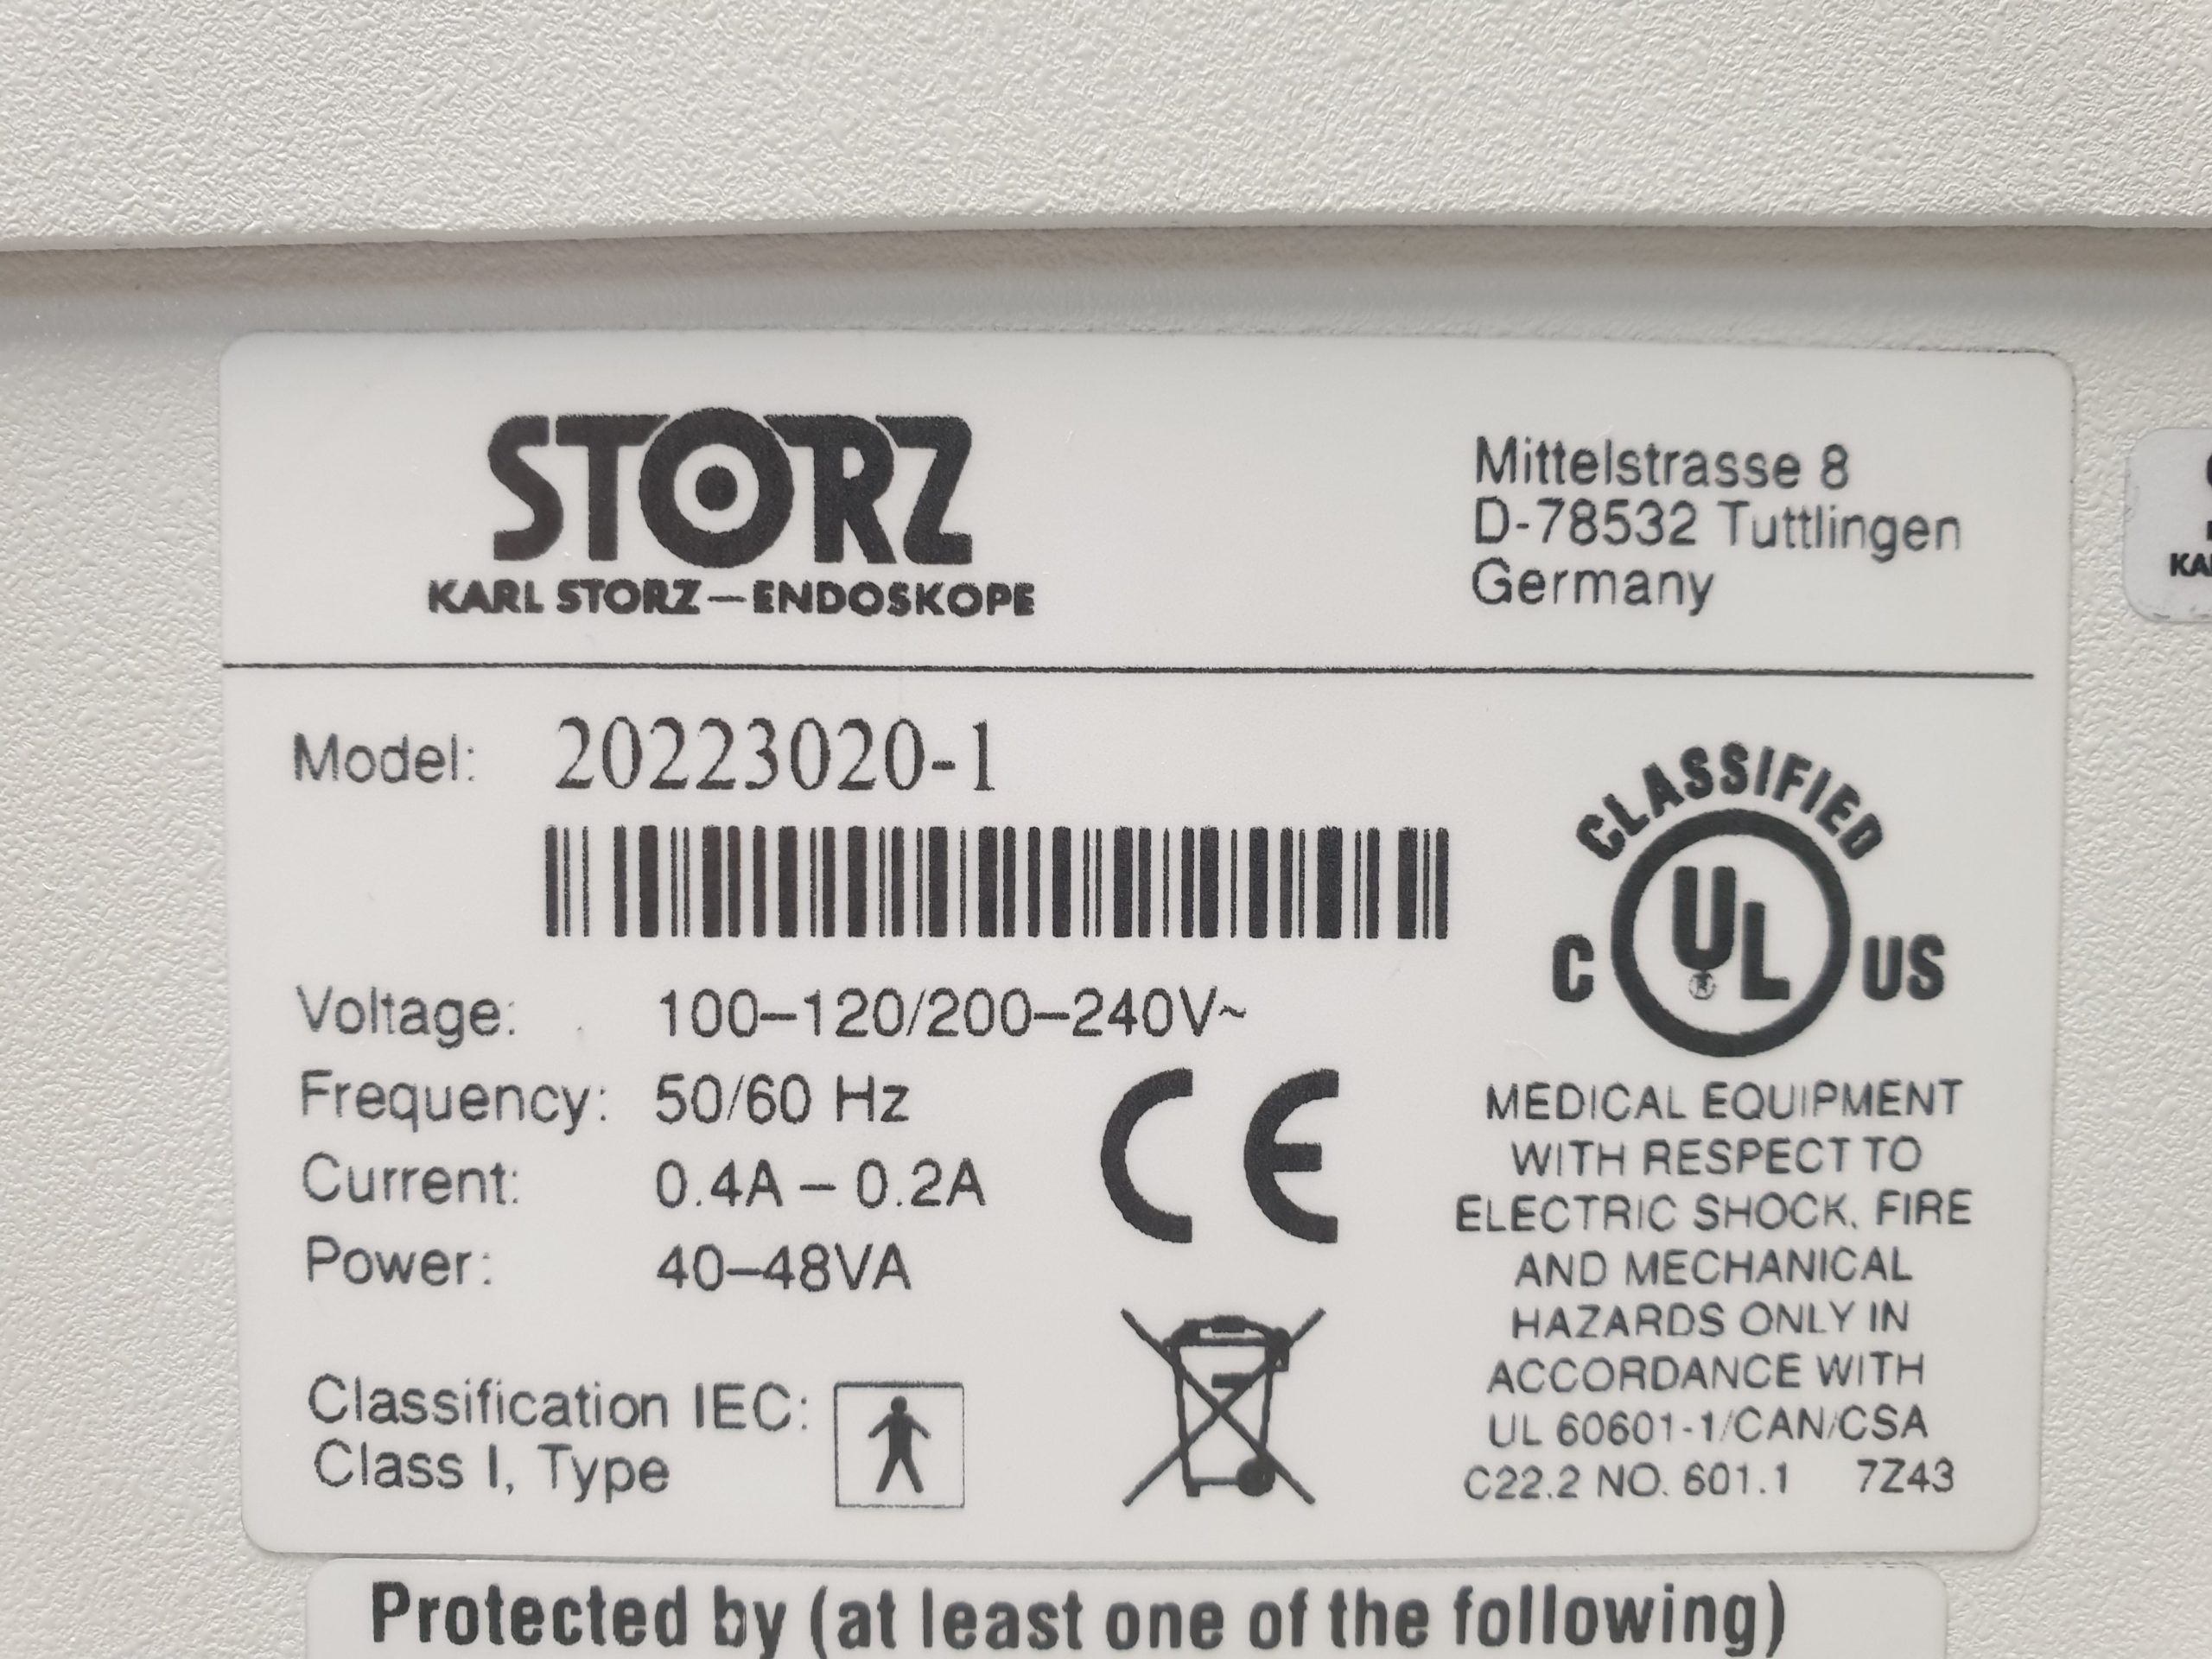 STORZ
KARL STORZ—ENDOSKOPE
Mittelstrasse 8
D-78532 Tuttlingen
Germany
Model: 20223020-1
Voltage: 100–120/200–240V~
Frequency: 50/60 Hz
Current: 0.4A – 0.2A
Power: 40–48VA
CE
Classification IEC:
Class I, Type
CLASSIFIED
C UL® US
MEDICAL EQUIPMENT
WITH RESPECT TO
ELECTRIC SHOCK, FIRE
AND MECHANICAL
HAZARDS ONLY IN
ACCORDANCE WITH
UL 60601-1/CAN/CSA
C22.2 NO. 601.1 7Z43
Protected by (at least one of the following)